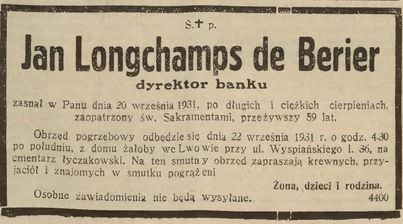 Ś.✝ p.
Jan Longchamps de Berier
dyrektor banku
zasnał w Panu dnia 20 września 1931, po długich i ciężkich cierpieniach,
zaopatrzony św. Sakramentami, przeżywszy 59 lat.
Obrzęd pogrzebowy odbędzie się dnia 22 września 1931 r. o godz. 4·30
po południu, z domu żałoby we Lwowie przy ul. Wyspiańskiego l. 36, na
cmentarz łyczakowski. Na ten smutny obrzęd zapraszają krewnych, przy-
jaciół i znajomych w smutku pogrążeni
Żona, dzieci i rodzina.
Osobne zawiadomienia nie będą wysyłane. 4400